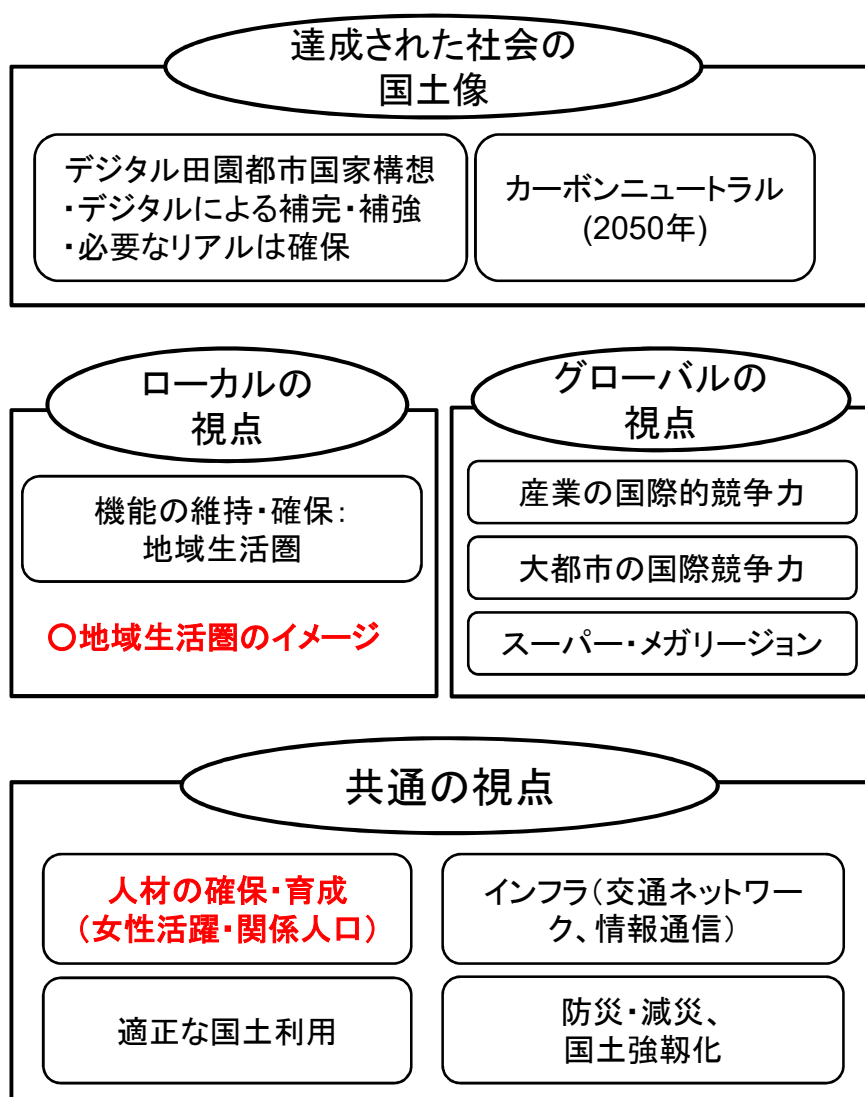 達成された社会の
国土像
デジタル田園都市国家構想
・デジタルによる補完・補強
・必要なリアルは確保
カーボンニュートラル
(2050年)
ローカルの
視点
機能の維持・確保：
地域生活圏
〇地域生活圏のイメージ
グローバルの
視点
産業の国際的競争力
大都市の国際競争力
スーパー・メガリージョン
共通の視点
人材の確保・育成
（女性活躍・関係人口）
インフラ（交通ネットワー
ク、情報通信）
適正な国土利用
防災・減災、
国土強靱化